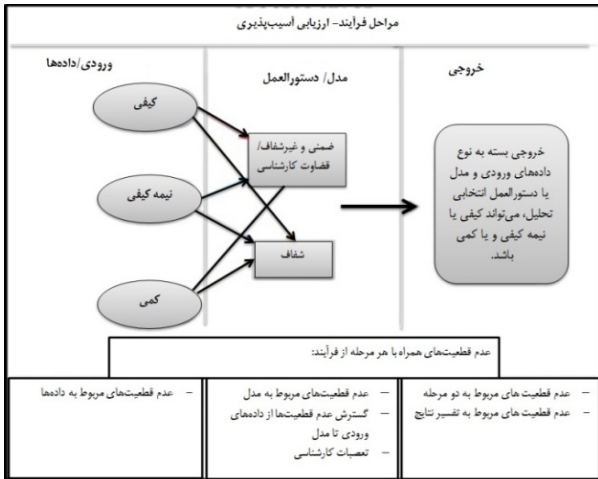 مراحل فرآیند- ارزیابی آسیب‌پذیری
ورودی/داده‌ها
مدل/ دستورالعمل
خروجی
کیفی
نیمه کیفی
کمی
ضمنی و غیرشفاف/
قضاوت کارشناسی
شفاف
خروجی بسته به نوع
داده‌های ورودی و مدل
یا دستورالعمل انتخابی
تحلیل، می‌تواند کیفی یا
نیمه کیفی و یا کمی
باشد.
عدم قطعیت‌های همراه با هر مرحله از فرآیند:
– عدم قطعیت‌های مربوط به داده‌ها
– عدم قطعیت‌های مربوط به مدل
– گسترش عدم قطعیت‌ها از داده‌های
ورودی تا مدل
– تعصبات کارشناسی
– عدم قطعیت های مربوط به دو مرحله
– عدم قطعیت های مربوط به تفسیر نتایج